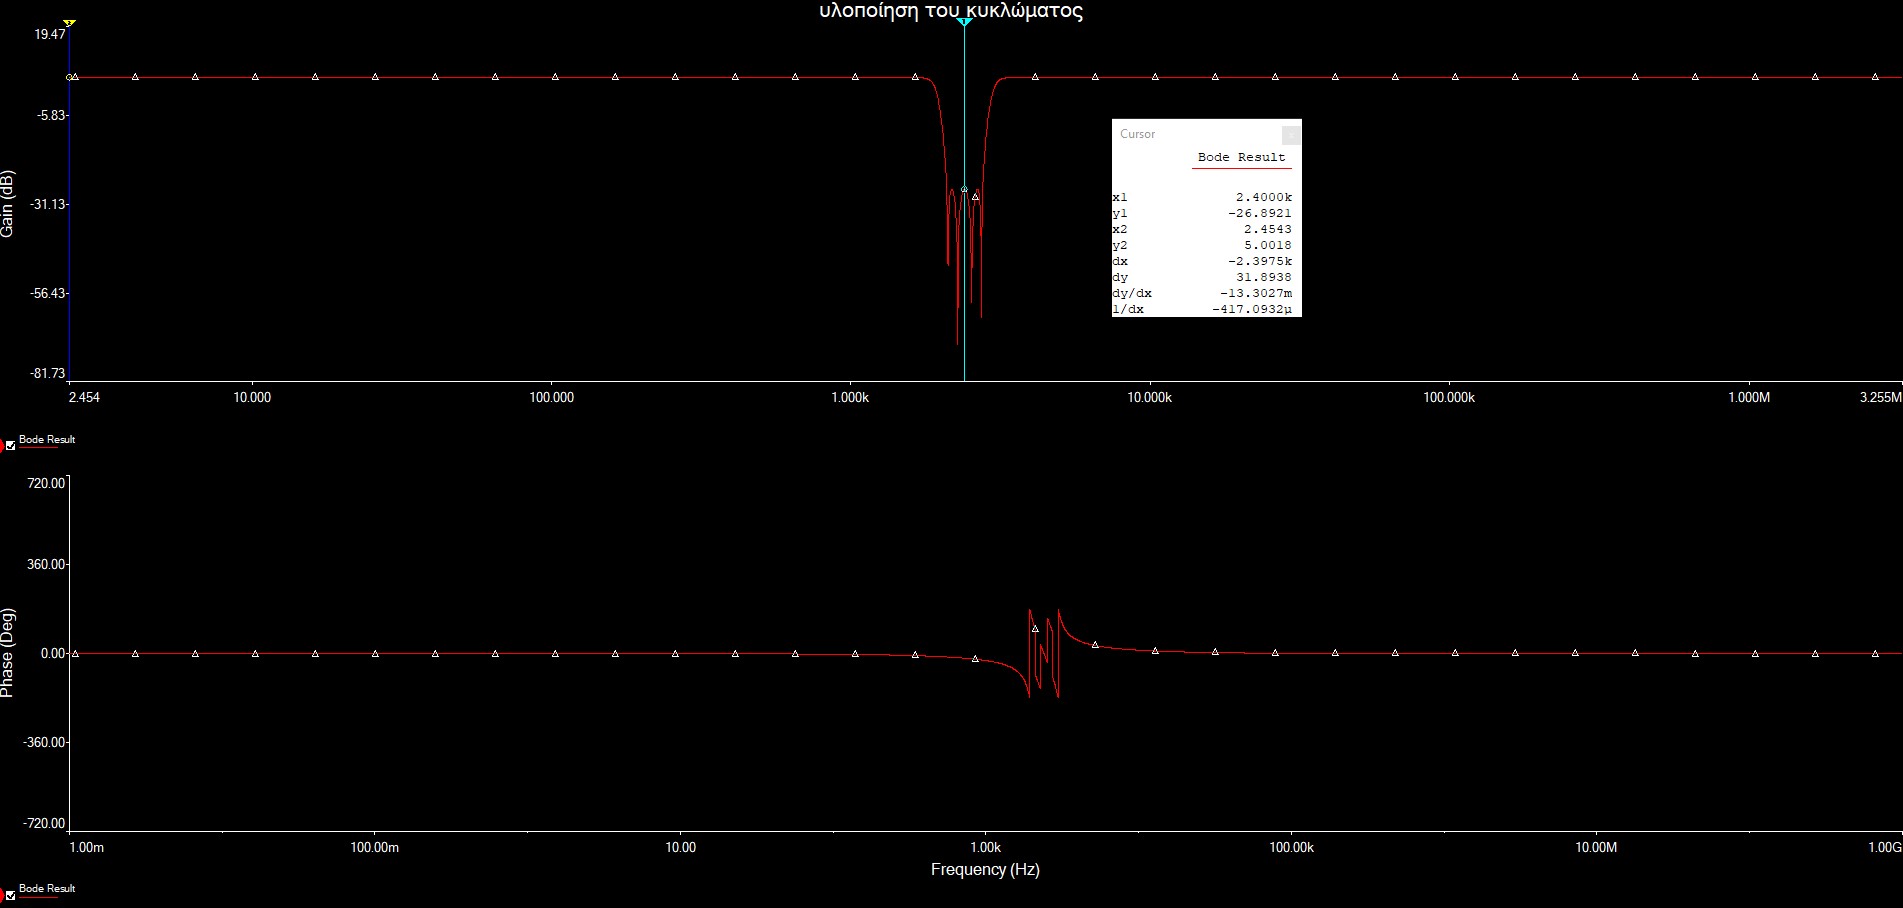 υλοποίηση του κυκλώματος
19.47
-5.83
-31.13
-56.43
-81.73
Gain (dB)
2.454 10.000 100.000 1.000k 10.000k 100.000k 1.000M 3.255M
Cursor
Bode Result
x1 2.4000k
y1 -26.8921
x2 2.4543
y2 5.0018
dx -2.3975k
dy 31.8938
dy/dx -13.3027m
1/dx -417.0932µ
Bode Result
720.00
360.00
0.00
-360.00
-720.00
Phase (Deg)
1.00m 100.00m 10.00 1.00k 100.00k 10.00M 1.00G
Frequency (Hz)
Bode Result